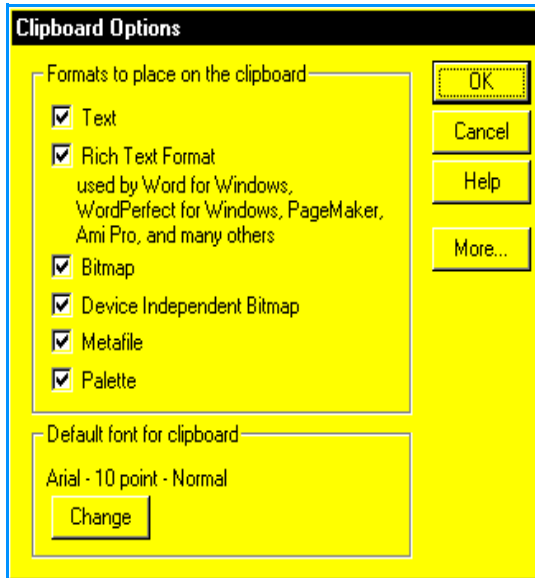 Clipboard Options
Formats to place on the clipboard
Text
Rich Text Format
used by Word for Windows,
WordPerfect for Windows, PageMaker,
Ami Pro, and many others
Bitmap
Device Independent Bitmap
Metafile
Palette
Default font for clipboard
Arial - 10 point - Normal
Change
OK
Cancel
Help
More...